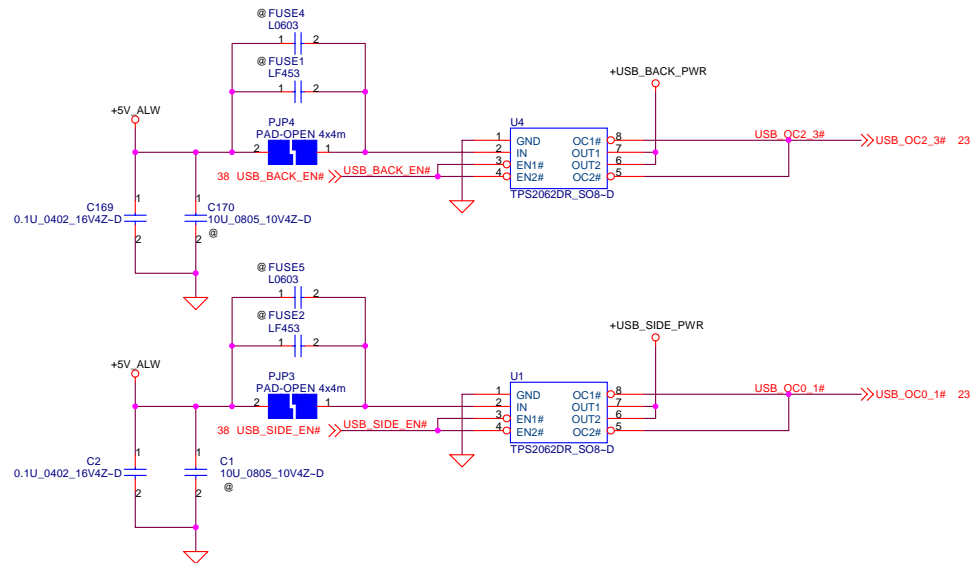 @ FUSE4
L0603
1 2
@ FUSE1
LF453
1 2
+5V_ALW
PJP4
PAD-OPEN 4x4m
2 1
38 USB_BACK_EN#
USB_BACK_EN#
C169
0.1U_0402_16V4Z~D
1
2
C170
10U_0805_10V4Z~D
@
1
2
U4
1 GND OC1# 8
2 IN OUT1 7
3 EN1# OUT2 6
4 EN2# OC2# 5
TPS2062DR_SO8~D
+USB_BACK_PWR
USB_OC2_3#
USB_OC2_3# 23
@ FUSE5
L0603
1 2
@ FUSE2
LF453
1 2
+5V_ALW
PJP3
PAD-OPEN 4x4m
2 1
38 USB_SIDE_EN#
USB_SIDE_EN#
C2
0.1U_0402_16V4Z~D
1
2
C1
10U_0805_10V4Z~D
@
1
2
U1
1 GND OC1# 8
2 IN OUT1 7
3 EN1# OUT2 6
4 EN2# OC2# 5
TPS2062DR_SO8~D
+USB_SIDE_PWR
USB_OC0_1#
USB_OC0_1# 23